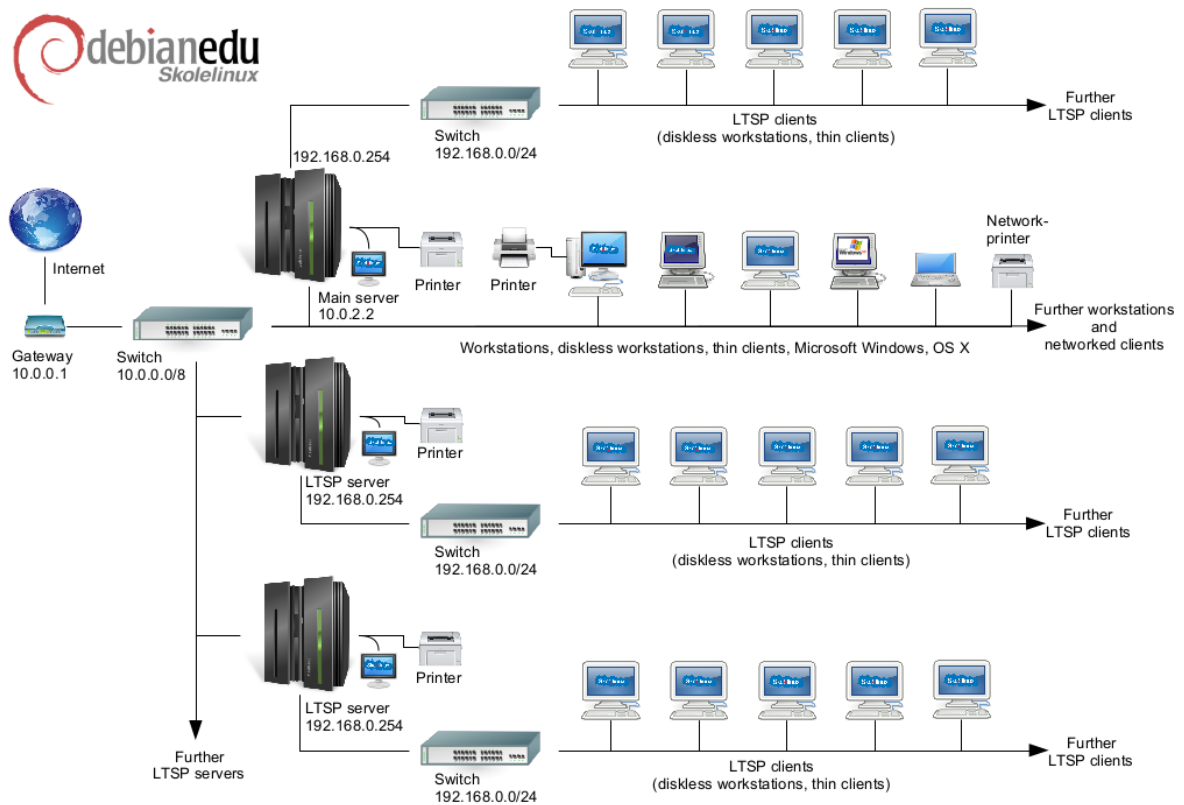 debianedu
Skolelinux
Further
LTSP clients
LTSP clients
(diskless workstations, thin clients)
Switch
192.168.0.0/24
192.168.0.254
Internet
Main server
10.0.2.2
Printer
Printer
Windows
Network-
printer
Gateway
10.0.0.1
Switch
10.0.0.0/8
Further workstations
and
networked clients
Workstations, diskless workstations, thin clients, Microsoft Windows, OS X
Printer
LTSP server
192.168.0.254
Switch
192.168.0.0/24
LTSP clients
(diskless workstations, thin clients)
Further
LTSP clients
Printer
LTSP server
192.168.0.254
Further
LTSP servers
Switch
192.168.0.0/24
LTSP clients
(diskless workstations, thin clients)
Further
LTSP clients